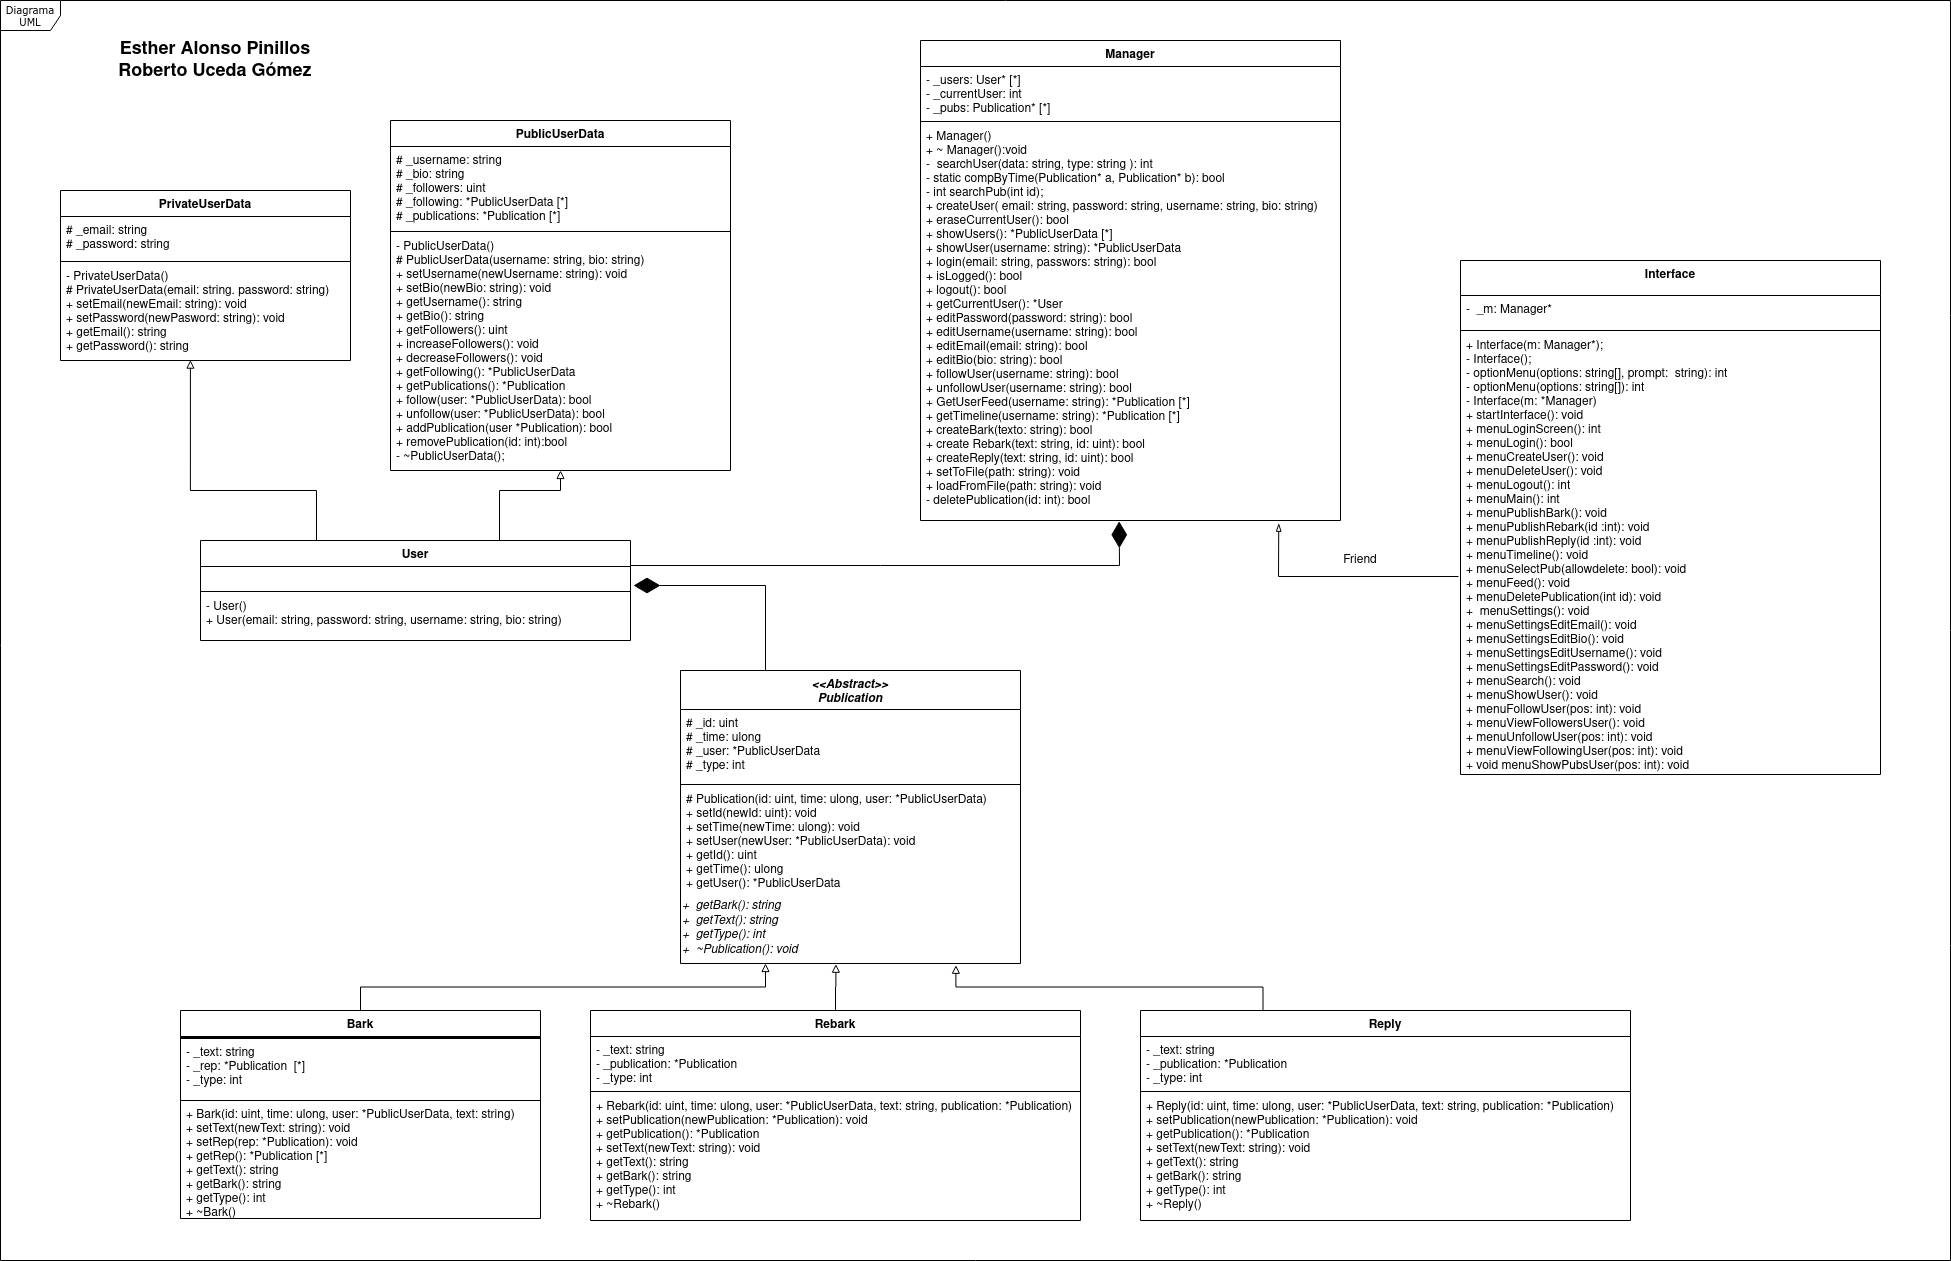 Diagrama
UML
Esther Alonso Pinillos
Roberto Uceda Gómez
PrivateUserData
# _email: string
# _password: string
- PrivateUserData()
# PrivateUserData(email: string. password: string)
+ setEmail(newEmail: string): void
+ setPassword(newPasword: string): void
+ getEmail(): string
+ getPassword(): string
PublicUserData
# _username: string
# _bio: string
# _followers: uint
# _following: *PublicUserData [*]
# _publications: *Publication [*]
- PublicUserData()
# PublicUserData(username: string, bio: string)
+ setUsername(newUsername: string): void
+ setBio(newBio: string): void
+ getUsername(): string
+ getBio(): string
+ getFollowers(): uint
+ increaseFollowers(): void
+ decreaseFollowers(): void
+ getFollowing(): *PublicUserData
+ getPublications(): *Publication
+ follow(user: *PublicUserData): bool
+ unfollow(user: *PublicUserData): bool
+ addPublication(user *Publication): bool
+ removePublication(id: int):bool
- ~PublicUserData();
Manager
- _users: User* [*]
- _currentUser: int
- _pubs: Publication* [*]
+ Manager()
+ ~ Manager():void
-  searchUser(data: string, type: string ): int
- static compByTime(Publication* a, Publication* b): bool
- int searchPub(int id);
+ createUser( email: string, password: string, username: string, bio: string)
+ eraseCurrentUser(): bool
+ showUsers(): *PublicUserData [*]
+ showUser(username: string): *PublicUserData
+ login(email: string, passwors: string): bool
+ isLogged(): bool
+ logout(): bool
+ getCurrentUser(): *User
+ editPassword(password: string): bool
+ editUsername(username: string): bool
+ editEmail(email: string): bool
+ editBio(bio: string): bool
+ followUser(username: string): bool
+ unfollowUser(username: string): bool
+ GetUserFeed(username: string): *Publication [*]
+ getTimeline(username: string): *Publication [*]
+ createBark(texto: string): bool
+ create Rebark(text: string, id: uint): bool
+ createReply(text: string, id: uint): bool
+ setToFile(path: string): void
+ loadFromFile(path: string): void
- deletePublication(id: int): bool
Interface
-  _m: Manager*
+ Interface(m: Manager*);
- Interface();
- optionMenu(options: string[], prompt:  string): int
- optionMenu(options: string[]): int
- Interface(m: *Manager)
+ startInterface(): void
+ menuLoginScreen(): int
+ menuLogin(): bool
+ menuCreateUser(): void
+ menuDeleteUser(): void
+ menuLogout(): int
+ menuMain(): int
+ menuPublishBark(): void
+ menuPublishRebark(id :int): void
+ menuPublishReply(id :int): void
+ menuTimeline(): void
+ menuSelectPub(allowdelete: bool): void
+ menuFeed(): void
+ menuDeletePublication(int id): void
+  menuSettings(): void
+ menuSettingsEditEmail(): void
+ menuSettingsEditBio(): void
+ menuSettingsEditUsername(): void
+ menuSettingsEditPassword(): void
+ menuSearch(): void
+ menuShowUser(): void
+ menuFollowUser(pos: int): void
+ menuViewFollowersUser(): void
+ menuUnfollowUser(pos: int): void
+ menuViewFollowingUser(pos: int): void
+ void menuShowPubsUser(pos: int): void
Friend
User
- User()
+ User(email: string, password: string, username: string, bio: string)
<<Abstract>>
Publication
# _id: uint
# _time: ulong
# _user: *PublicUserData
# _type: int
# Publication(id: uint, time: ulong, user: *PublicUserData)
+ setId(newId: uint): void
+ setTime(newTime: ulong): void
+ setUser(newUser: *PublicUserData): void
+ getId(): uint
+ getTime(): ulong
+ getUser(): *PublicUserData
+  getBark(): string
+  getText(): string
+  getType(): int
+  ~Publication(): void
Bark
- _text: string
- _rep: *Publication  [*]
- _type: int
+ Bark(id: uint, time: ulong, user: *PublicUserData, text: string)
+ setText(newText: string): void
+ setRep(rep: *Publication): void
+ getRep(): *Publication [*]
+ getText(): string
+ getBark(): string
+ getType(): int
+ ~Bark()
Rebark
- _text: string
- _publication: *Publication
- _type: int
+ Rebark(id: uint, time: ulong, user: *PublicUserData, text: string, publication: *Publication)
+ setPublication(newPublication: *Publication): void
+ getPublication(): *Publication
+ setText(newText: string): void
+ getText(): string
+ getBark(): string
+ getType(): int
+ ~Rebark()
Reply
- _text: string
- _publication: *Publication
- _type: int
+ Reply(id: uint, time: ulong, user: *PublicUserData, text: string, publication: *Publication)
+ setPublication(newPublication: *Publication): void
+ getPublication(): *Publication
+ setText(newText: string): void
+ getText(): string
+ getBark(): string
+ getType(): int
+ ~Reply()